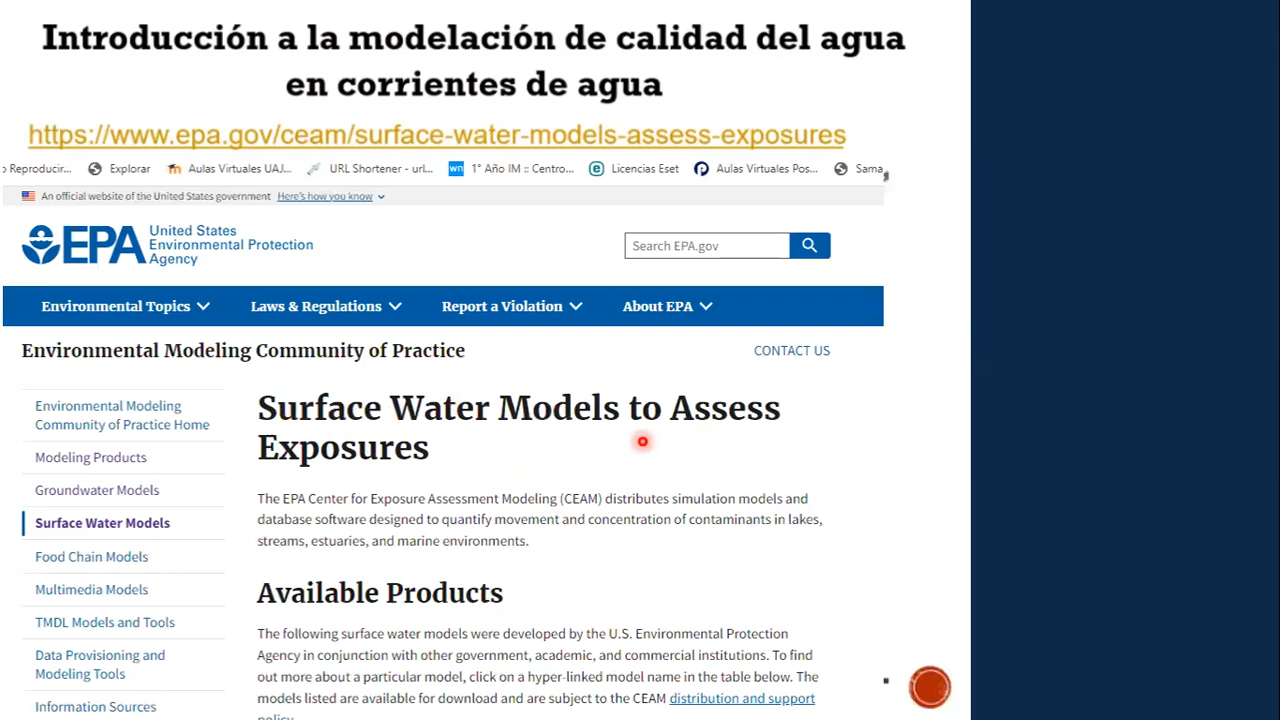 Introducción a la modelación de calidad del agua
en corrientes de agua
https://www.epa.gov/ceam/surface-water-models-assess-exposures
Reproducir... Explorar Aulas Virtuales UAJ... URL Shortener - url... wn 1° Año IM :: Centro... Licencias Eset Aulas Virtuales Pos... Sama
An official website of the United States government Here's how you know
EPA United States
Environmental Protection
Agency
Search EPA.gov
Environmental Topics Laws & Regulations Report a Violation About EPA
Environmental Modeling Community of Practice CONTACT US
Environmental Modeling
Community of Practice Home
Modeling Products
Groundwater Models
Surface Water Models
Food Chain Models
Multimedia Models
TMDL Models and Tools
Data Provisioning and
Modeling Tools
Information Sources
Surface Water Models to Assess
Exposures
The EPA Center for Exposure Assessment Modeling (CEAM) distributes simulation models and
database software designed to quantify movement and concentration of contaminants in lakes,
streams, estuaries, and marine environments.
Available Products
The following surface water models were developed by the U.S. Environmental Protection
Agency in conjunction with other government, academic, and commercial institutions. To find
out more about a particular model, click on a hyper-linked model name in the table below. The
models listed are available for download and are subject to the CEAM distribution and support
policy.